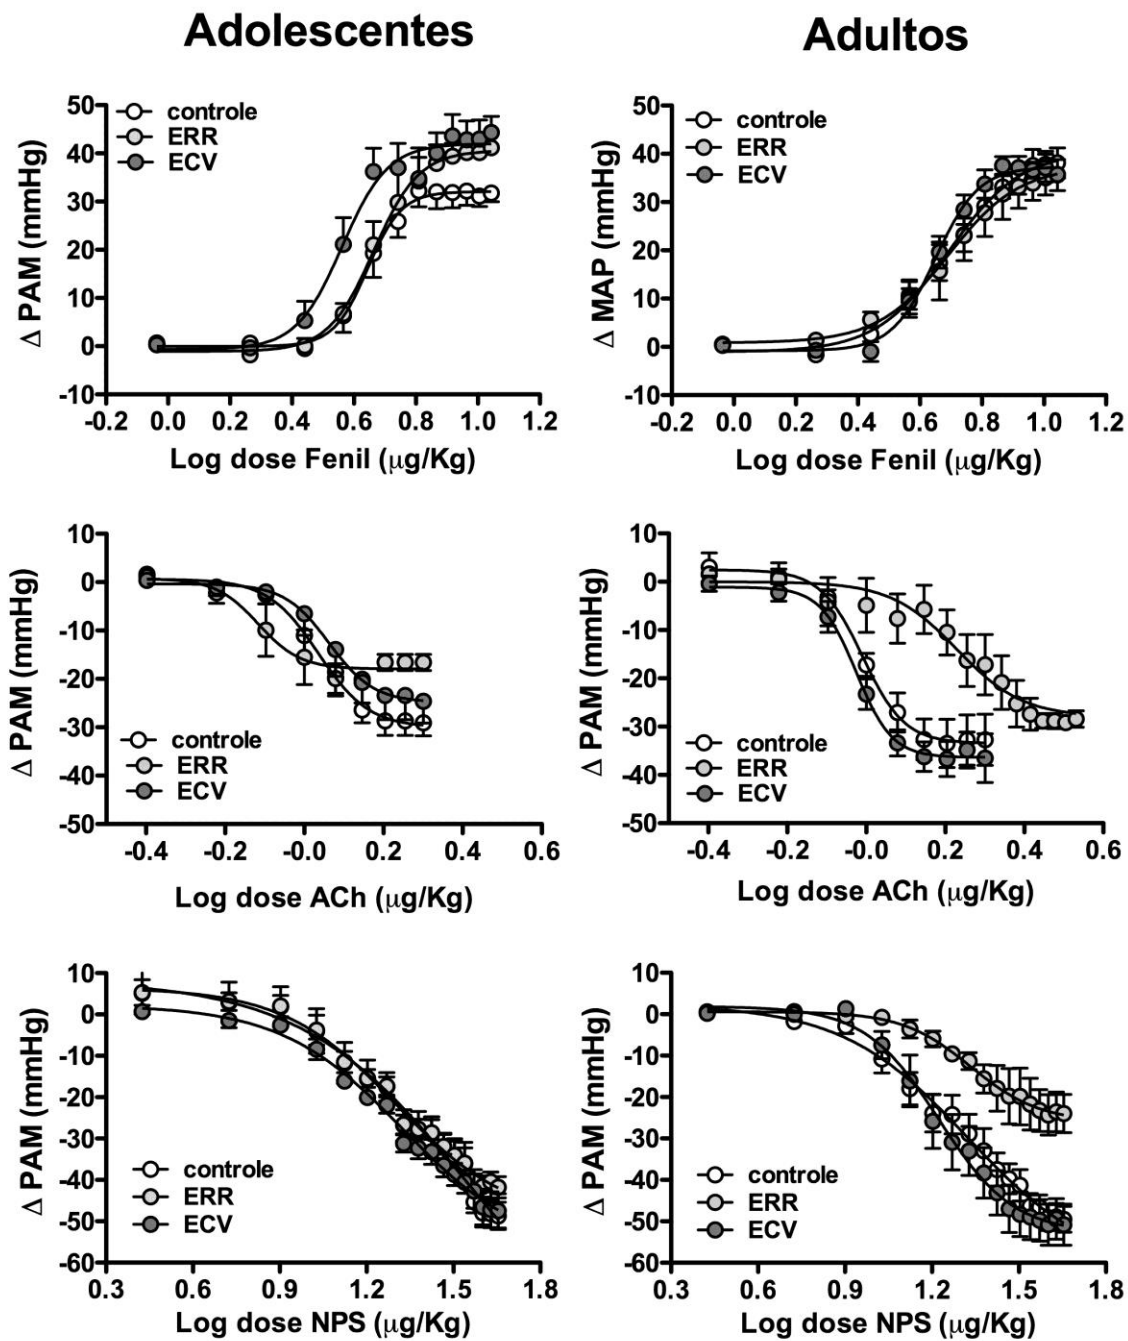 Adolescentes
Adultos
controle
ERR
ECV
Δ PAM (mmHg)
50
40
30
20
10
0
-10
-0.2 0.0 0.2 0.4 0.6 0.8 1.0 1.2
Log dose Fenil (μg/Kg)
controle
ERR
ECV
Δ MAP (mmHg)
50
40
30
20
10
0
-10
-0.2 0.0 0.2 0.4 0.6 0.8 1.0 1.2
Log dose Fenil (μg/Kg)
Δ PAM (mmHg)
10
0
-10
-20
-30
-40
-50
controle
ERR
ECV
-0.4 -0.2 -0.0 0.2 0.4 0.6
Log dose ACh (μg/Kg)
Δ PAM (mmHg)
10
0
-10
-20
-30
-40
-50
controle
ERR
ECV
-0.4 -0.2 -0.0 0.2 0.4 0.6
Log dose ACh (μg/Kg)
Δ PAM (mmHg)
10
0
-10
-20
-30
-40
-50
-60
controle
ERR
ECV
0.3 0.6 0.9 1.2 1.5 1.8
Log dose NPS (μg/Kg)
Δ PAM (mmHg)
10
0
-10
-20
-30
-40
-50
-60
controle
ERR
ECV
0.3 0.6 0.9 1.2 1.5 1.8
Log dose NPS (μg/Kg)